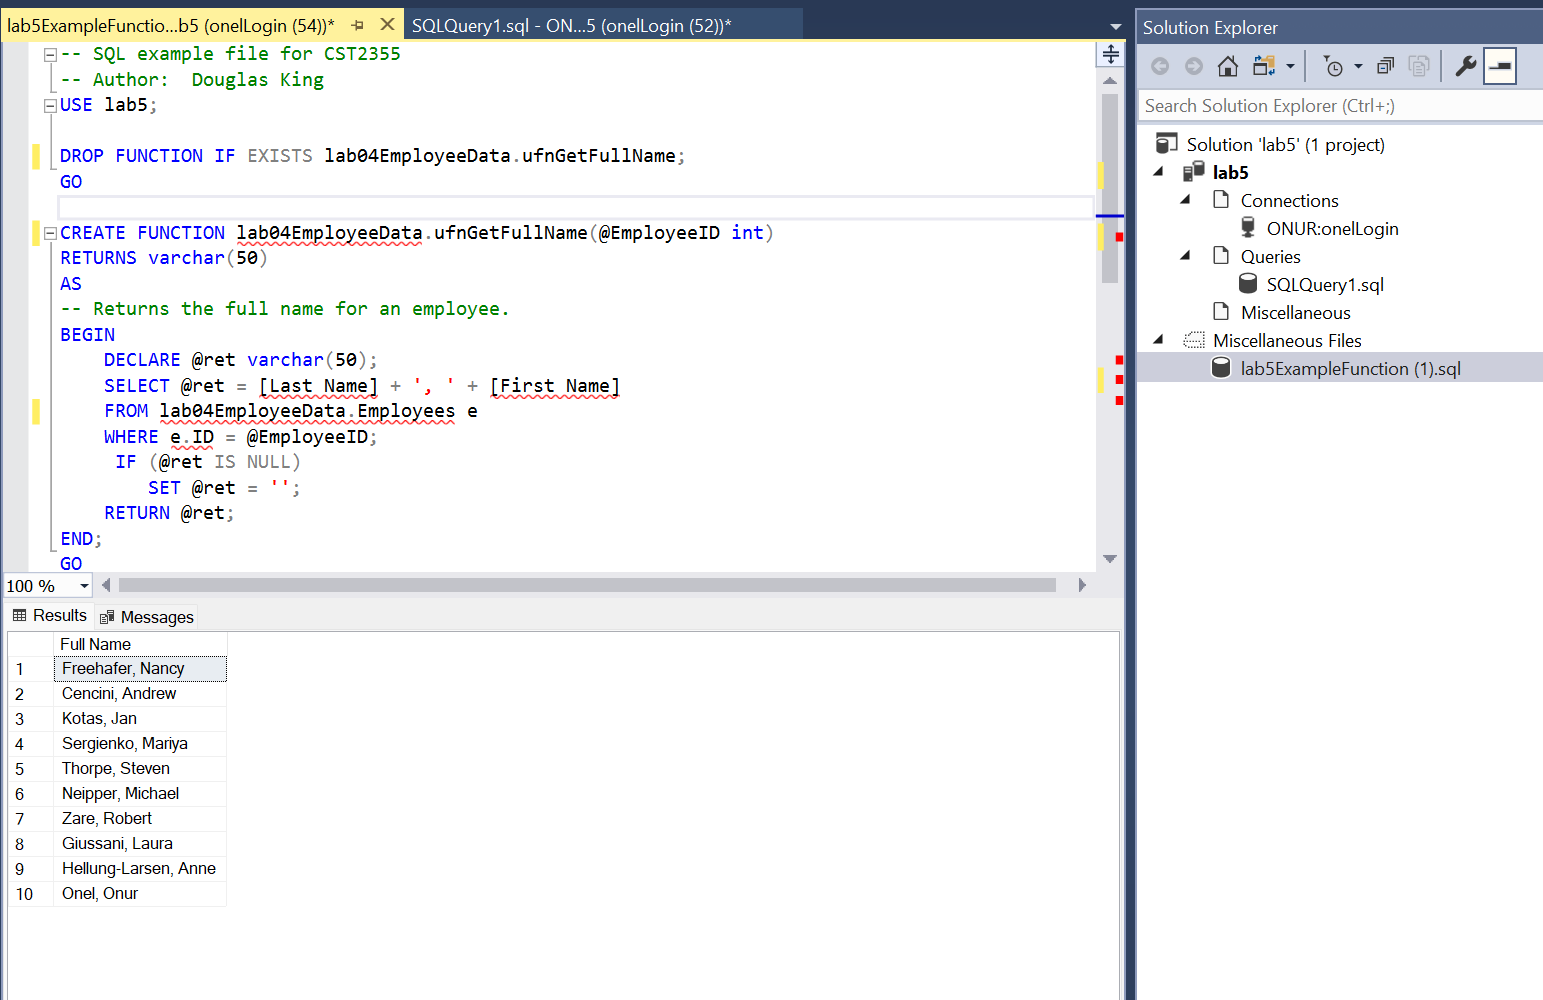 lab5ExampleFunctio...b5 (onelLogin (54))*
SQLQuery1.sql - ON...5 (onelLogin (52))*
-- SQL example file for CST2355
-- Author:  Douglas King
USE lab5;
DROP FUNCTION IF EXISTS lab04EmployeeData.ufnGetFullName;
GO
CREATE FUNCTION lab04EmployeeData.ufnGetFullName(@EmployeeID int)
RETURNS varchar(50)
AS
-- Returns the full name for an employee.
BEGIN
    DECLARE @ret varchar(50);
    SELECT @ret = [Last Name] + ', ' + [First Name]
    FROM lab04EmployeeData.Employees e
    WHERE e.ID = @EmployeeID;
     IF (@ret IS NULL)
        SET @ret = '';
    RETURN @ret;
END;
GO
100 %
Results
Messages
Full Name
1 Freehafer, Nancy
2 Cencini, Andrew
3 Kotas, Jan
4 Sergienko, Mariya
5 Thorpe, Steven
6 Neipper, Michael
7 Zare, Robert
8 Giussani, Laura
9 Hellung-Larsen, Anne
10 Onel, Onur
Solution Explorer
Search Solution Explorer (Ctrl+;)
Solution 'lab5' (1 project)
lab5
Connections
ONUR:onelLogin
Queries
SQLQuery1.sql
Miscellaneous
Miscellaneous Files
lab5ExampleFunction (1).sql